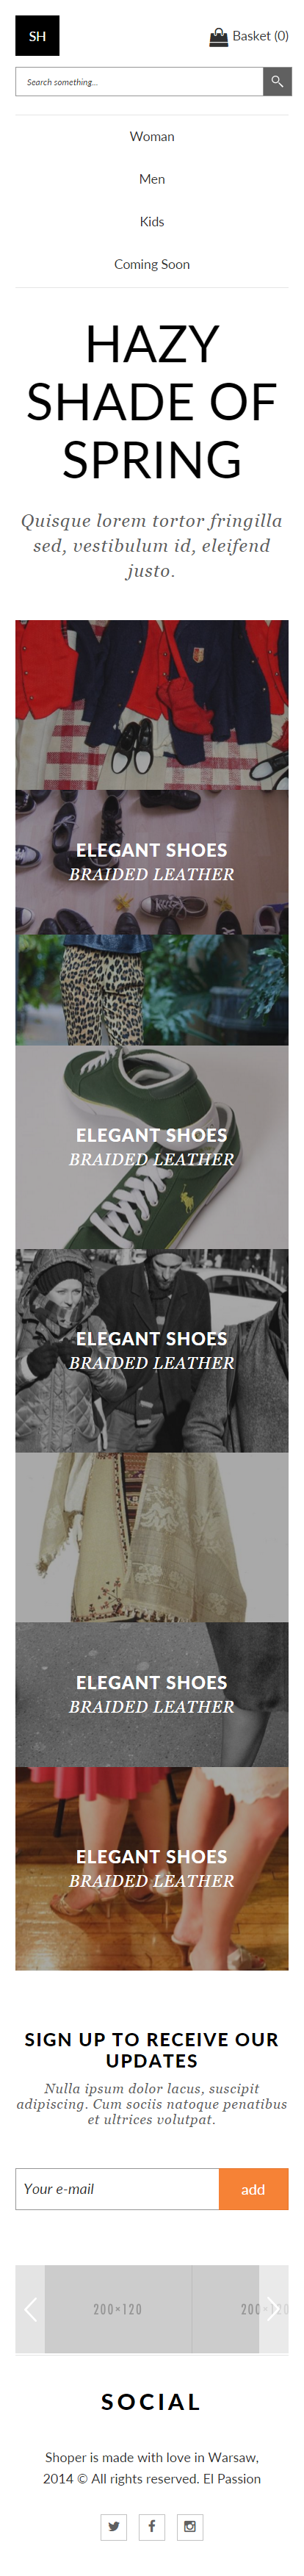 SH
Basket (0)
Search something...
Woman
Men
Kids
Coming Soon
HAZY
SHADE OF
SPRING
Quisque lorem tortor fringilla
sed, vestibulum id, eleifend
justo.
ELEGANT SHOES
BRAIDED LEATHER
ELEGANT SHOES
BRAIDED LEATHER
ELEGANT SHOES
BRAIDED LEATHER
ELEGANT SHOES
BRAIDED LEATHER
ELEGANT SHOES
BRAIDED LEATHER
SIGN UP TO RECEIVE OUR
UPDATES
Nulla ipsum dolor lacus, suscipit
adipiscing. Cum sociis natoque penatibus
et ultrices volutpat.
Your e-mail
add
200×120
200×120
SOCIAL
Shoper is made with love in Warsaw,
2014 © All rights reserved. El Passion